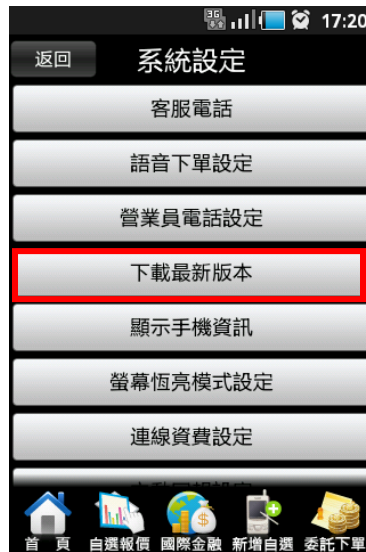 3G 17:20
返回 系統設定
客服電話
語音下單設定
營業員電話設定
下載最新版本
顯示手機資訊
螢幕恆亮模式設定
連線資費設定
首 頁 自選報價 國際金融 新增自選 委託下單